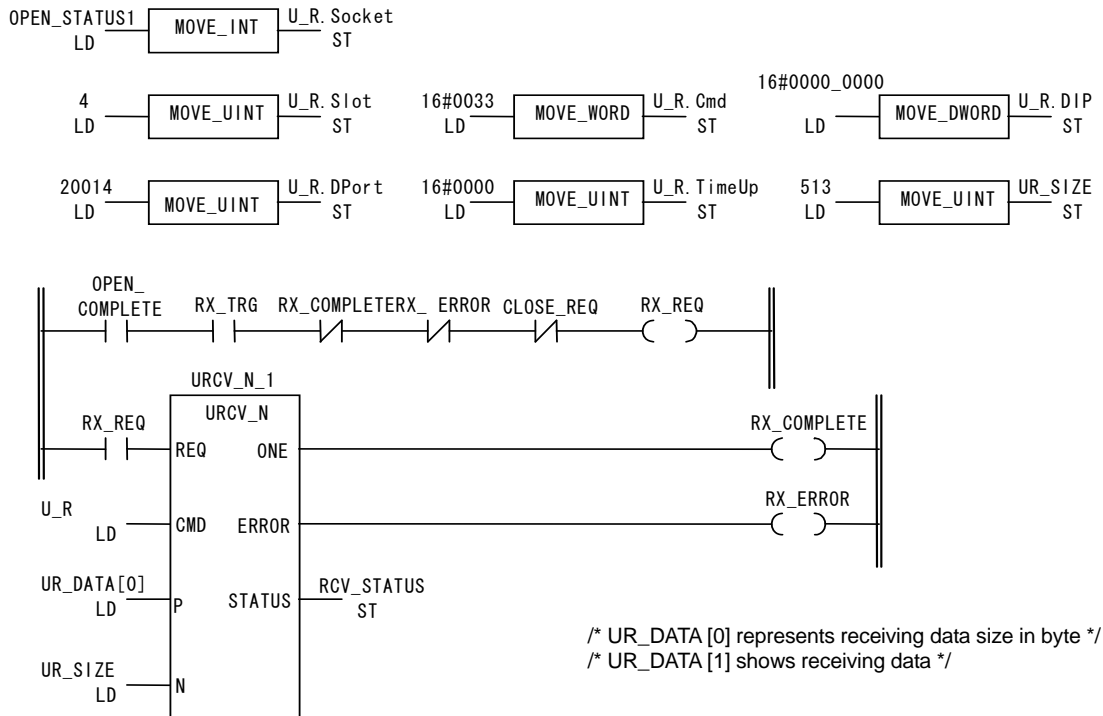 OPEN_STATUS1 MOVE_INT U_R.Socket
LD ST
4 MOVE_UINT U_R.Slot 16#0033 MOVE_WORD U_R.Cmd 16#0000_0000 MOVE_DWORD U_R.DIP
LD ST LD ST LD ST
20014 MOVE_UINT U_R.DPort 16#0000 MOVE_UINT U_R.TimeUp 513 MOVE_UINT UR_SIZE
LD ST LD ST LD ST
OPEN_
COMPLETE RX_TRG RX_COMPLETE RX_ ERROR CLOSE_REQ RX_REQ
URCV_N_1
URCV_N
RX_REQ RX_COMPLETE
REQ ONE
U_R RX_ERROR
LD CMD ERROR
UR_DATA[0] RCV_STATUS
LD P STATUS ST
/* UR_DATA [0] represents receiving data size in byte */
/* UR_DATA [1] shows receiving data */
UR_SIZE
LD N